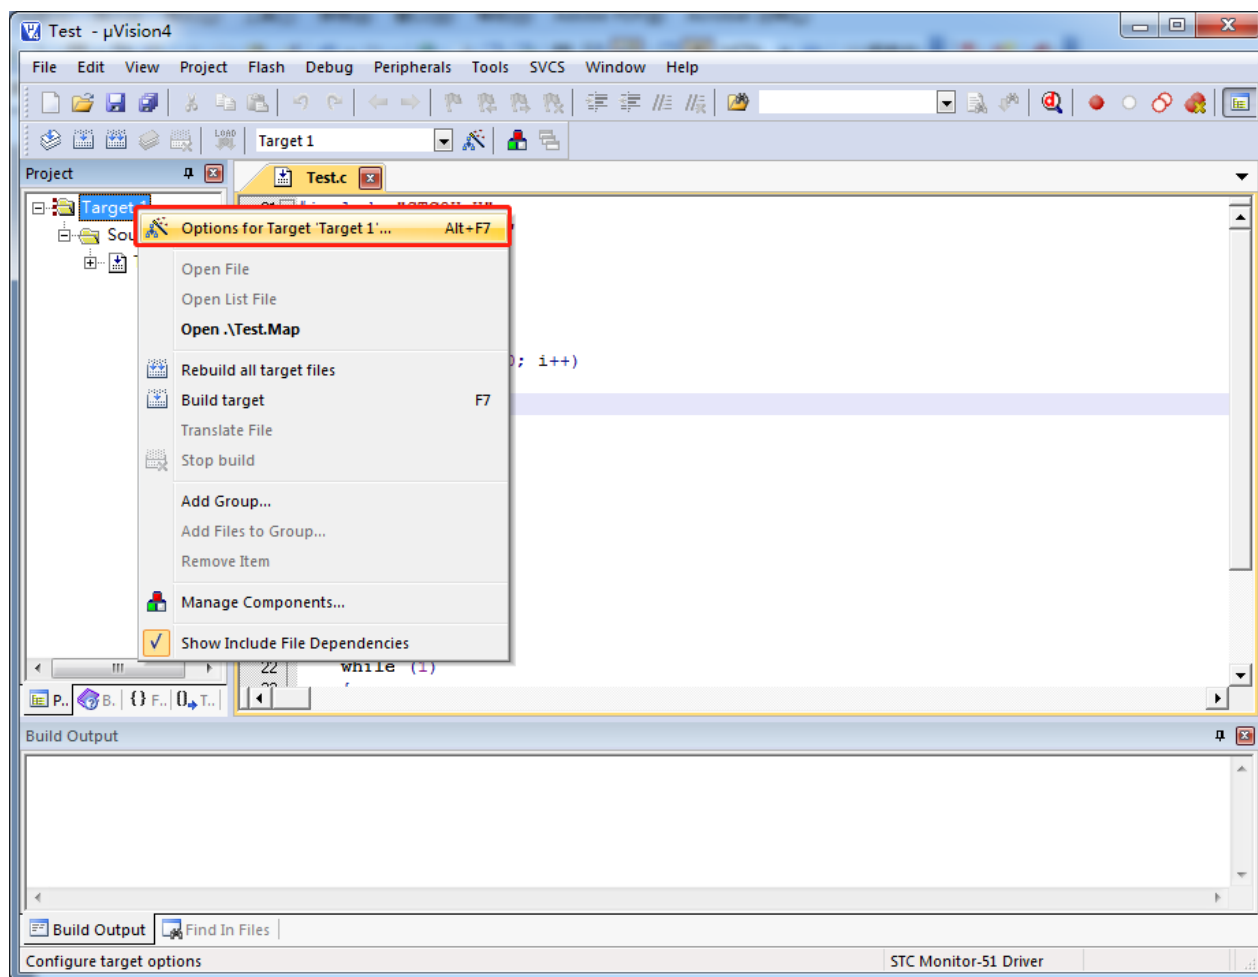 Test - µVision4
File Edit View Project Flash Debug Peripherals Tools SVCS Window Help
LOAD
Target 1
Project
Test.c
Target 1
Sou
Options for Target 'Target 1'... Alt+F7
Open File
Open List File
Open .\Test.Map
Rebuild all target files
Build target F7
Translate File
Stop build
Add Group...
Add Files to Group...
Remove Item
Manage Components...
Show Include File Dependencies
; i++)
22 while (1)
P.. B. {} F.. T..
Build Output
Build Output Find In Files
Configure target options
STC Monitor-51 Driver